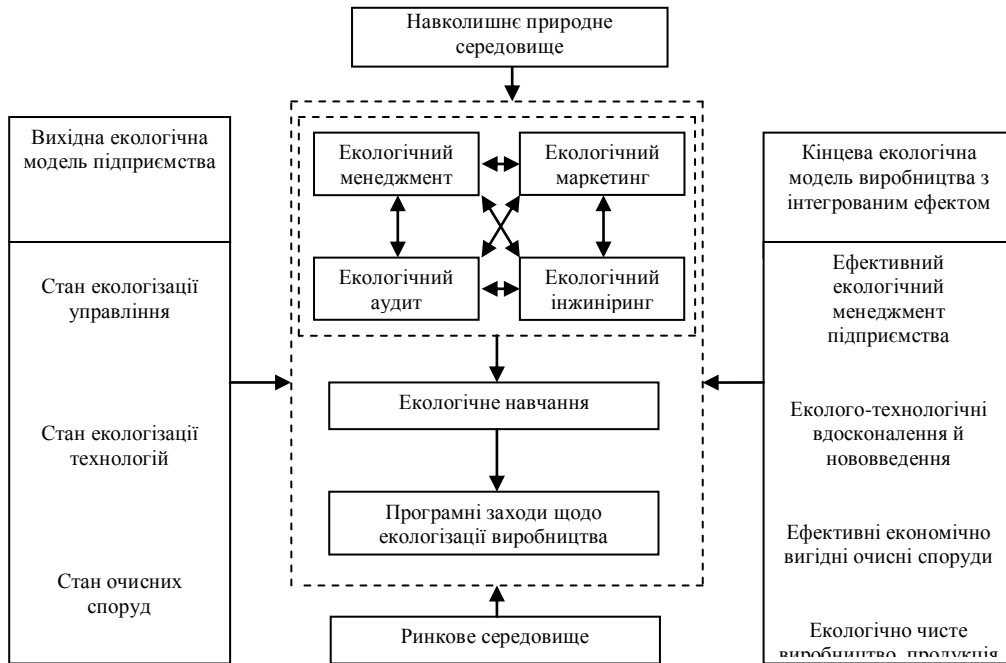 Навколишнє природне
середовище
Вихідна екологічна
модель підприємства
Стан екологізації
управління
Стан екологізації
технологій
Стан очисних
споруд
Екологічний
менеджмент
Екологічний
маркетинг
Екологічний
аудит
Екологічний
інжиніринг
Екологічне навчання
Програмні заходи щодо
екологізації виробництва
Ринкове середовище
Кінцева екологічна
модель виробництва з
інтегрованим ефектом
Ефективний
екологічний
менеджмент
підприємства
Еколого-технологічні
вдосконалення й
нововведення
Ефективні економічно
вигідні очисні споруди
Екологічно чисте
виробництво, продукція